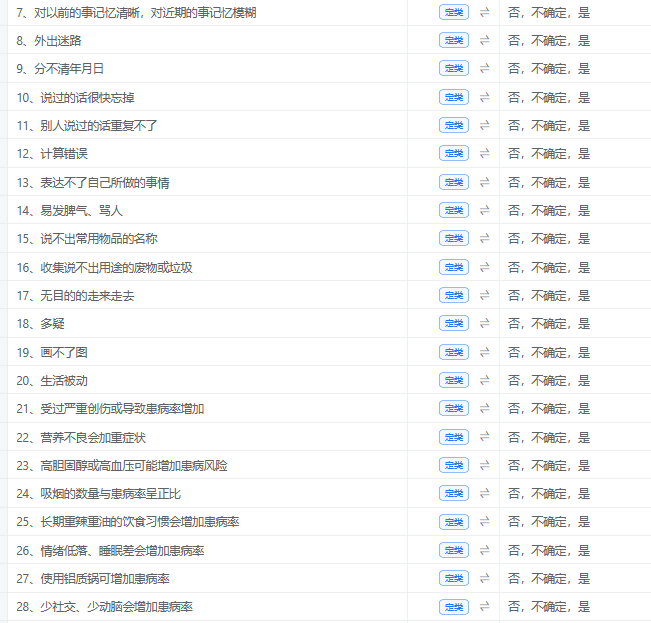 7、对以前的事记忆清晰，对近期的事记忆模糊 定类 否，不确定，是
8、外出迷路 定类 否，不确定，是
9、分不清年月日 定类 否，不确定，是
10、说过的话很快忘掉 定类 否，不确定，是
11、别人说过的话重复不了 定类 否，不确定，是
12、计算错误 定类 否，不确定，是
13、表达不了自己所做的事情 定类 否，不确定，是
14、易发脾气、骂人 定类 否，不确定，是
15、说不出常用物品的名称 定类 否，不确定，是
16、收集说不出用途的废物或垃圾 定类 否，不确定，是
17、无目的的走来走去 定类 否，不确定，是
18、多疑 定类 否，不确定，是
19、画不了图 定类 否，不确定，是
20、生活被动 定类 否，不确定，是
21、受过严重创伤或导致患病率增加 定类 否，不确定，是
22、营养不良会加重症状 定类 否，不确定，是
23、高胆固醇或高血压可能增加患病风险 定类 否，不确定，是
24、吸烟的数量与患病率呈正比 定类 否，不确定，是
25、长期重辣重油的饮食习惯会增加患病率 定类 否，不确定，是
26、情绪低落、睡眠差会增加患病率 定类 否，不确定，是
27、使用铝质锅可增加患病率 定类 否，不确定，是
28、少社交、少动脑会增加患病率 定类 否，不确定，是